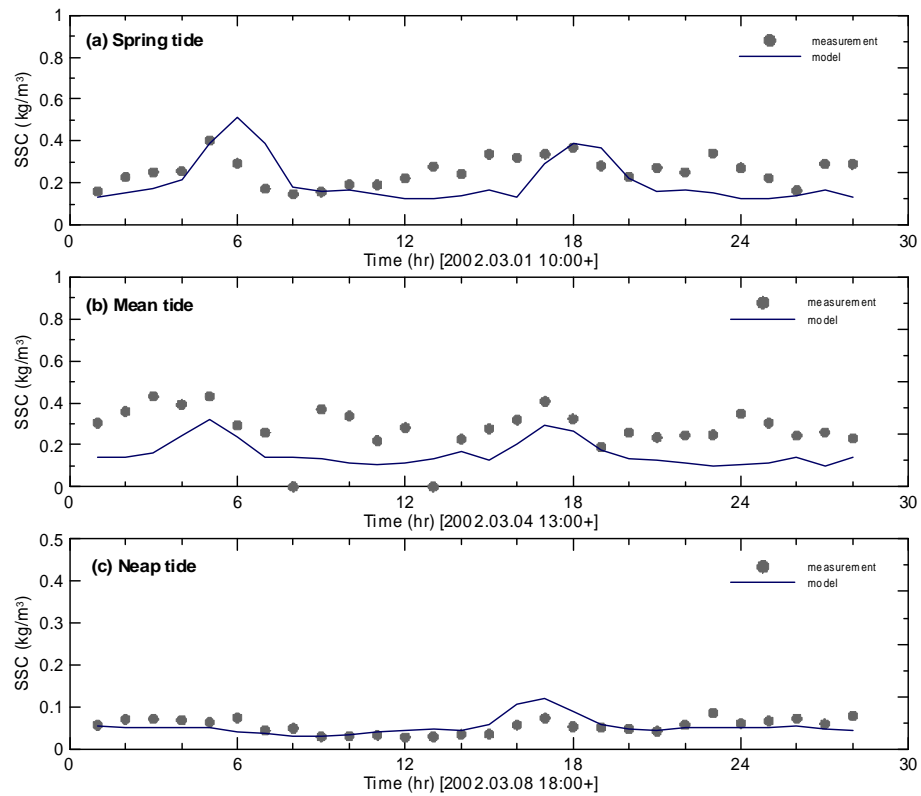 1
(a) Spring tide
measurement
model
0.8
0.6
SSC (kg/m³)
0.4
0.2
0
0 6 12 18 24 30
Time (hr) [2002.03.01 10:00+]
1
(b) Mean tide
measurement
model
0.8
0.6
SSC (kg/m³)
0.4
0.2
0
0 6 12 18 24 30
Time (hr) [2002.03.04 13:00+]
0.5
(c) Neap tide
measurement
model
0.4
0.3
SSC (kg/m³)
0.2
0.1
0
0 6 12 18 24 30
Time (hr) [2002.03.08 18:00+]